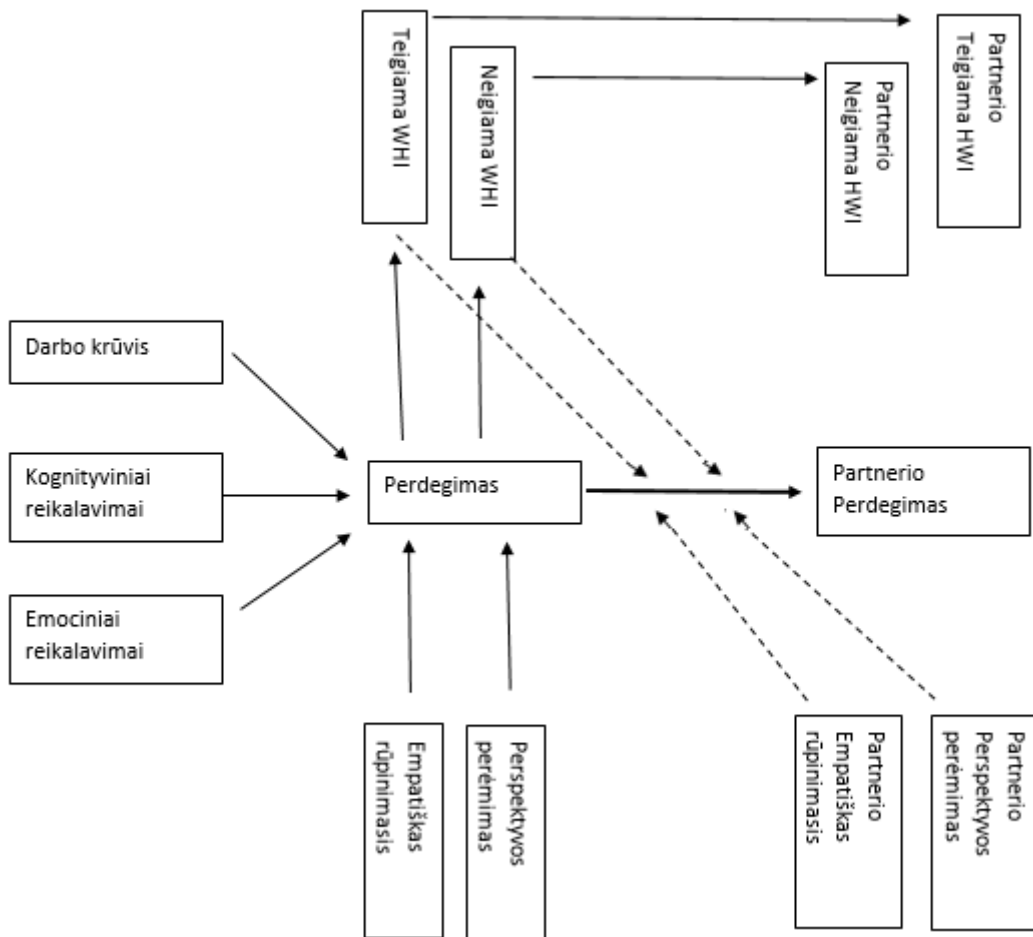 Teigiama WHI
Neigiama WHI
Partnerio
Neigiama HWI
Partnerio
Teigiama HWI
Darbo krūvis
Kognityviniai
reikalavimai
Emociniai
reikalavimai
Perdegimas
Partnerio
Perdegimas
Empatiškas
rūpinimasis
Perspektyvos
perėmimas
Partnerio
Empatiškas
rūpinimasis
Partnerio
Perspektyvos
perėmimas